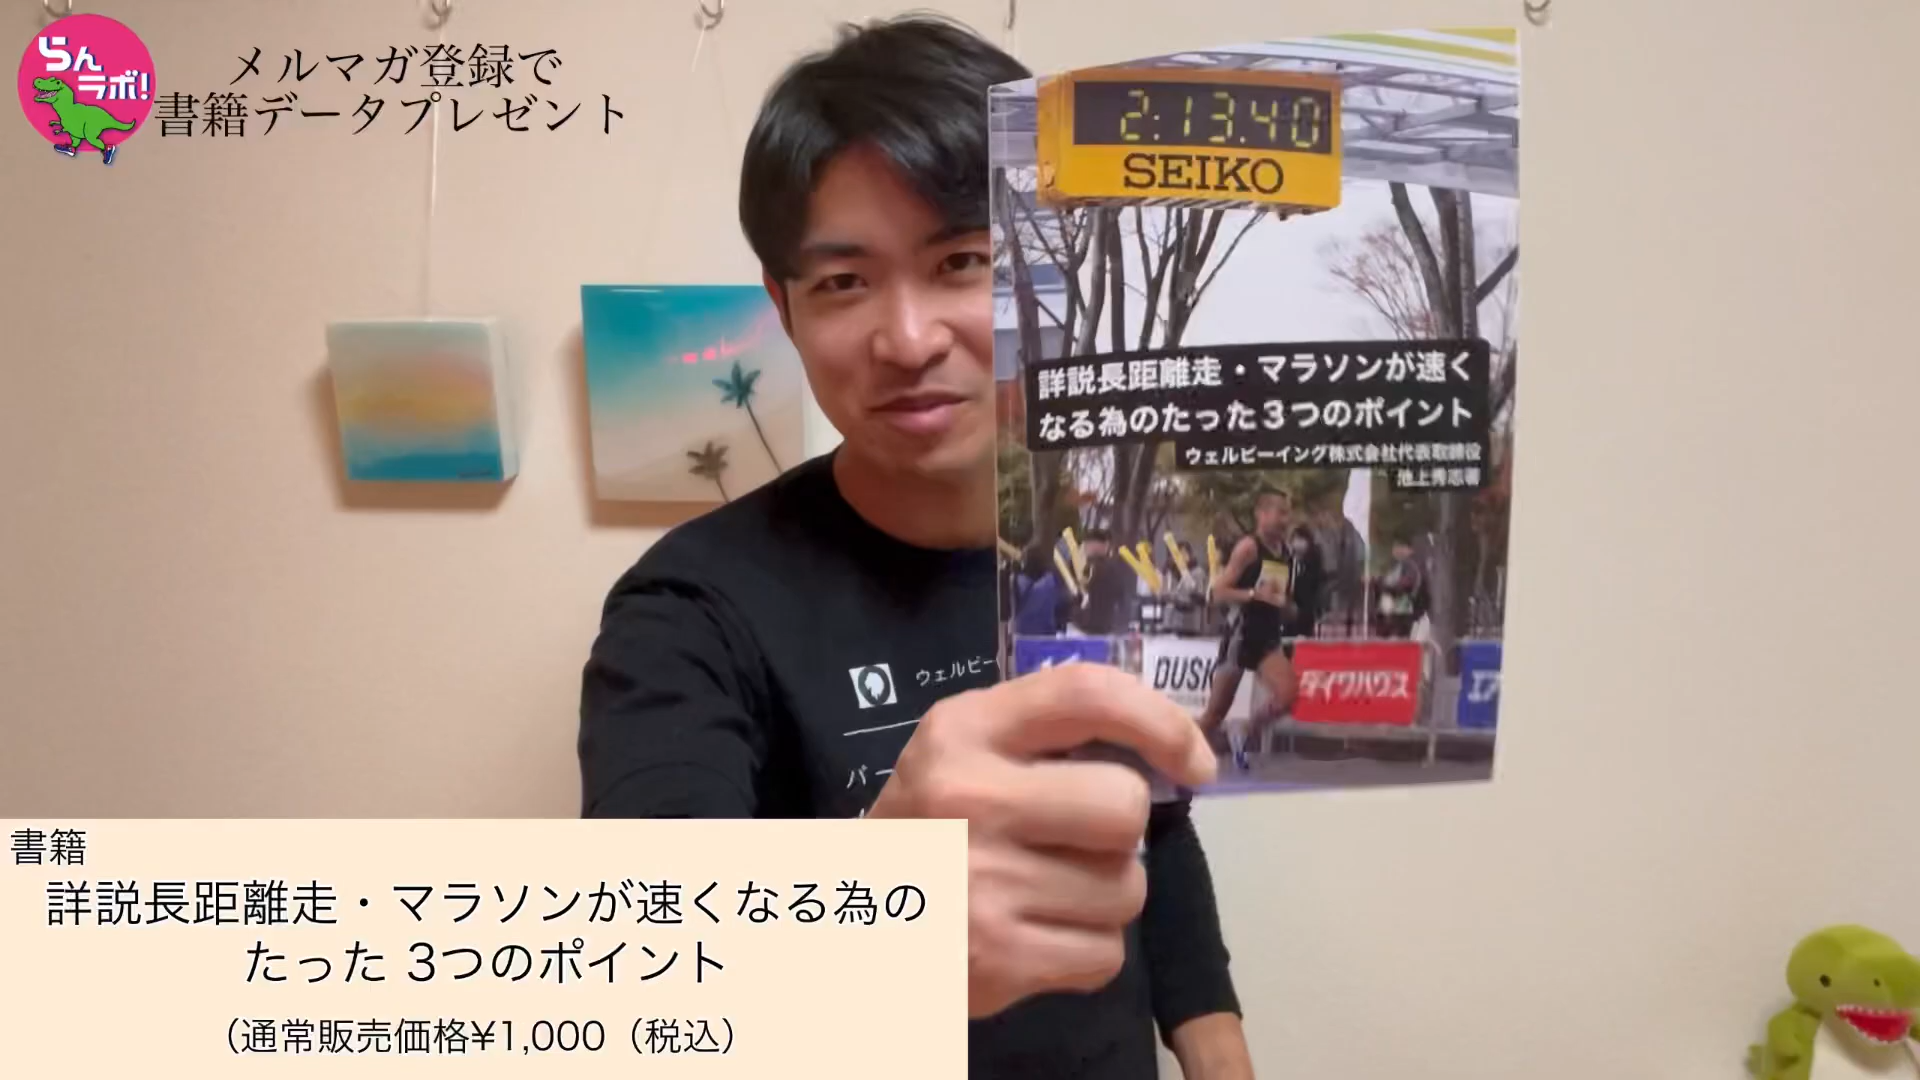 らん
ラボ!
メルマガ登録で
書籍データプレゼント
2:13.40
SEIKO
詳説長距離走・マラソンが速く
なる為のたった3つのポイント
ウェルビーイング株式会社代表取締役
池上秀志著
DUSK
ダイワハウス
エア
ウェルビー
バー
書籍
詳説長距離走・マラソンが速くなる為の
たった 3つのポイント
（通常販売価格¥1,000（税込）